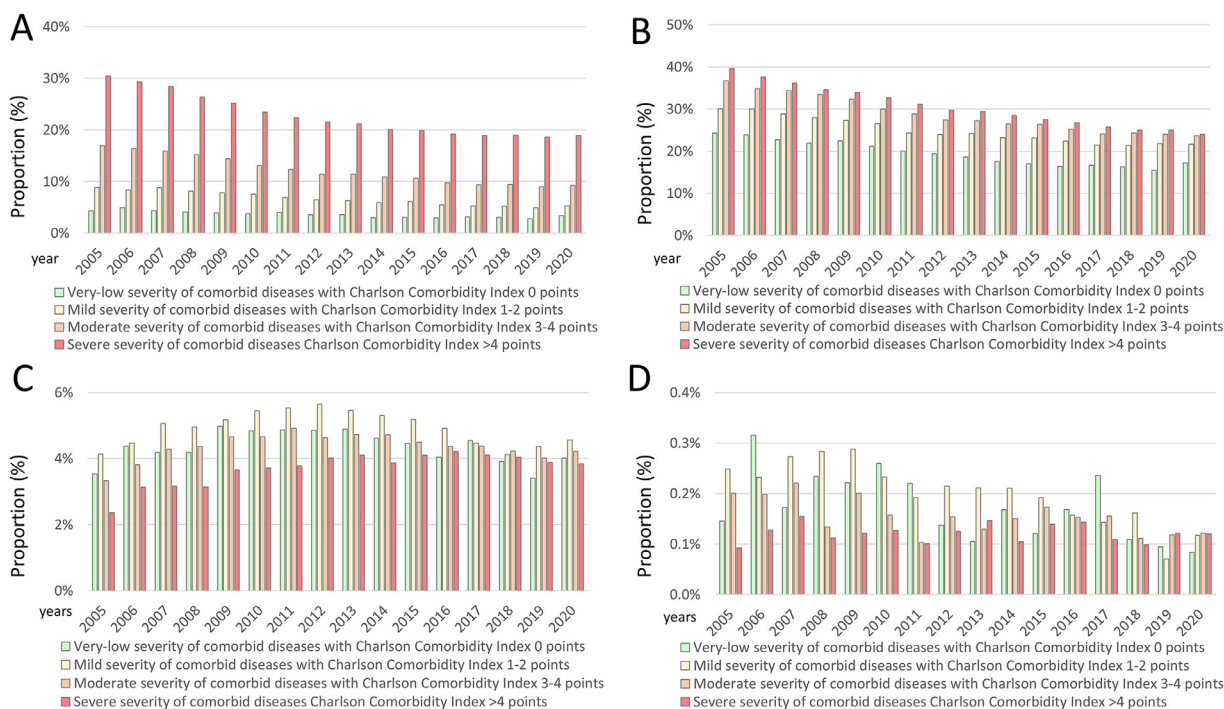 A
Proportion (%)
40%
30%
20%
10%
0%
year
2005 2006 2007 2008 2009 2010 2011 2012 2013 2014 2015 2016 2017 2018 2019 2020
Very-low severity of comorbid diseases with Charlson Comorbidity Index 0 points
Mild severity of comorbid diseases with Charlson Comorbidity Index 1-2 points
Moderate severity of comorbid diseases with Charlson Comorbidity Index 3-4 points
Severe severity of comorbid diseases Charlson Comorbidity Index >4 points
B
Proportion (%)
50%
40%
30%
20%
10%
0%
year
2005 2006 2007 2008 2009 2010 2011 2012 2013 2014 2015 2016 2017 2018 2019 2020
Very-low severity of comorbid diseases with Charlson Comorbidity Index 0 points
Mild severity of comorbid diseases with Charlson Comorbidity Index 1-2 points
Moderate severity of comorbid diseases with Charlson Comorbidity Index 3-4 points
Severe severity of comorbid diseases Charlson Comorbidity Index >4 points
C
Proportion (%)
6%
4%
2%
0%
years
2005 2006 2007 2008 2009 2010 2011 2012 2013 2014 2015 2016 2017 2018 2019 2020
Very-low severity of comorbid diseases with Charlson Comorbidity Index 0 points
Mild severity of comorbid diseases with Charlson Comorbidity Index 1-2 points
Moderate severity of comorbid diseases with Charlson Comorbidity Index 3-4 points
Severe severity of comorbid diseases Charlson Comorbidity Index >4 points
D
Proportion (%)
0.4%
0.3%
0.2%
0.1%
0.0%
years
2005 2006 2007 2008 2009 2010 2011 2012 2013 2014 2015 2016 2017 2018 2019 2020
Very-low severity of comorbid diseases with Charlson Comorbidity Index 0 points
Mild severity of comorbid diseases with Charlson Comorbidity Index 1-2 points
Moderate severity of comorbid diseases with Charlson Comorbidity Index 3-4 points
Severe severity of comorbid diseases Charlson Comorbidity Index >4 points